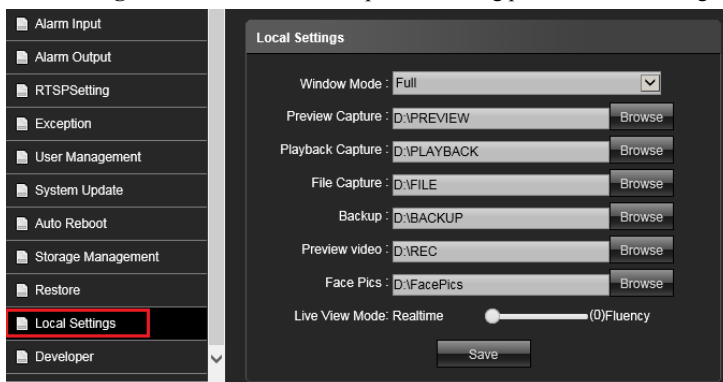 Alarm Input
Alarm Output
RTSPSetting
Exception
User Management
System Update
Auto Reboot
Storage Management
Restore
Local Settings
Developer
Local Settings
Window Mode : Full
Preview Capture : D:\PREVIEW Browse
Playback Capture : D:\PLAYBACK Browse
File Capture : D:\FILE Browse
Backup : D:\BACKUP Browse
Preview video : D:\REC Browse
Face Pics : D:\FacePics Browse
Live View Mode: Realtime (0)Fluency
Save